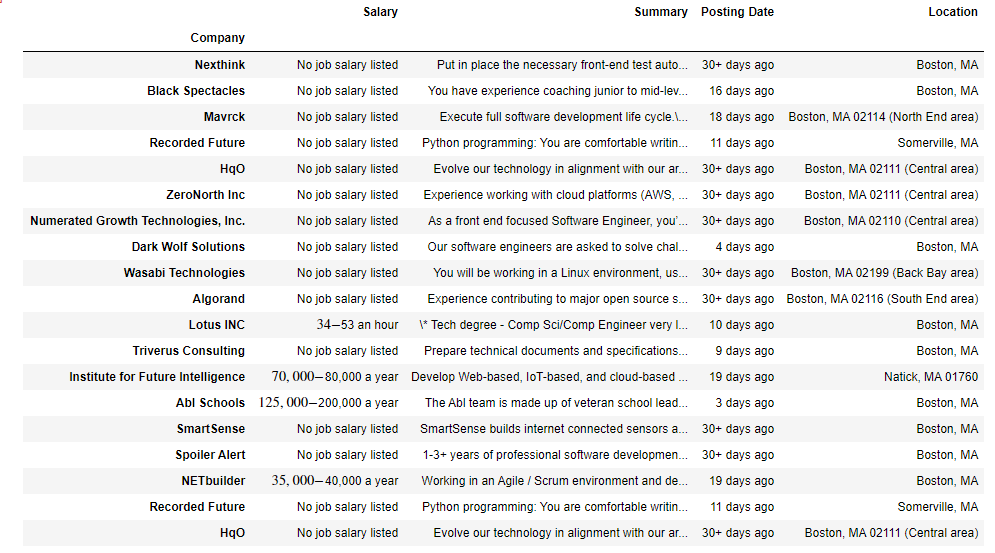 Salary Summary Posting Date Location
Company
Nexthink No job salary listed Put in place the necessary front-end test auto... 30+ days ago Boston, MA
Black Spectacles No job salary listed You have experience coaching junior to mid-lev... 16 days ago Boston, MA
Mavrck No job salary listed Execute full software development life cycle.\... 18 days ago Boston, MA 02114 (North End area)
Recorded Future No job salary listed Python programming: You are comfortable writin... 11 days ago Somerville, MA
HqO No job salary listed Evolve our technology in alignment with our ar... 30+ days ago Boston, MA 02111 (Central area)
ZeroNorth Inc No job salary listed Experience working with cloud platforms (AWS, ... 30+ days ago Boston, MA 02111 (Central area)
Numerated Growth Technologies, Inc. No job salary listed As a front end focused Software Engineer, you'... 30+ days ago Boston, MA 02110 (Central area)
Dark Wolf Solutions No job salary listed Our software engineers are asked to solve chal... 4 days ago Boston, MA
Wasabi Technologies No job salary listed You will be working in a Linux environment, us... 30+ days ago Boston, MA 02199 (Back Bay area)
Algorand No job salary listed Experience contributing to major open source s... 30+ days ago Boston, MA 02116 (South End area)
Lotus INC 34−53 an hour \* Tech degree - Comp Sci/Comp Engineer very l... 10 days ago Boston, MA
Triverus Consulting No job salary listed Prepare technical documents and specifications... 9 days ago Boston, MA
Institute for Future Intelligence 70, 000−80,000 a year Develop Web-based, IoT-based, and cloud-based ... 19 days ago Natick, MA 01760
Abl Schools 125, 000−200,000 a year The Abl team is made up of veteran school lead... 3 days ago Boston, MA
SmartSense No job salary listed SmartSense builds internet connected sensors a... 30+ days ago Boston, MA
Spoiler Alert No job salary listed 1-3+ years of professional software developmen... 30+ days ago Boston, MA
NETbuilder 35, 000−40,000 a year Working in an Agile / Scrum environment and de... 19 days ago Boston, MA
Recorded Future No job salary listed Python programming: You are comfortable writin... 11 days ago Somerville, MA
HqO No job salary listed Evolve our technology in alignment with our ar... 30+ days ago Boston, MA 02111 (Central area)